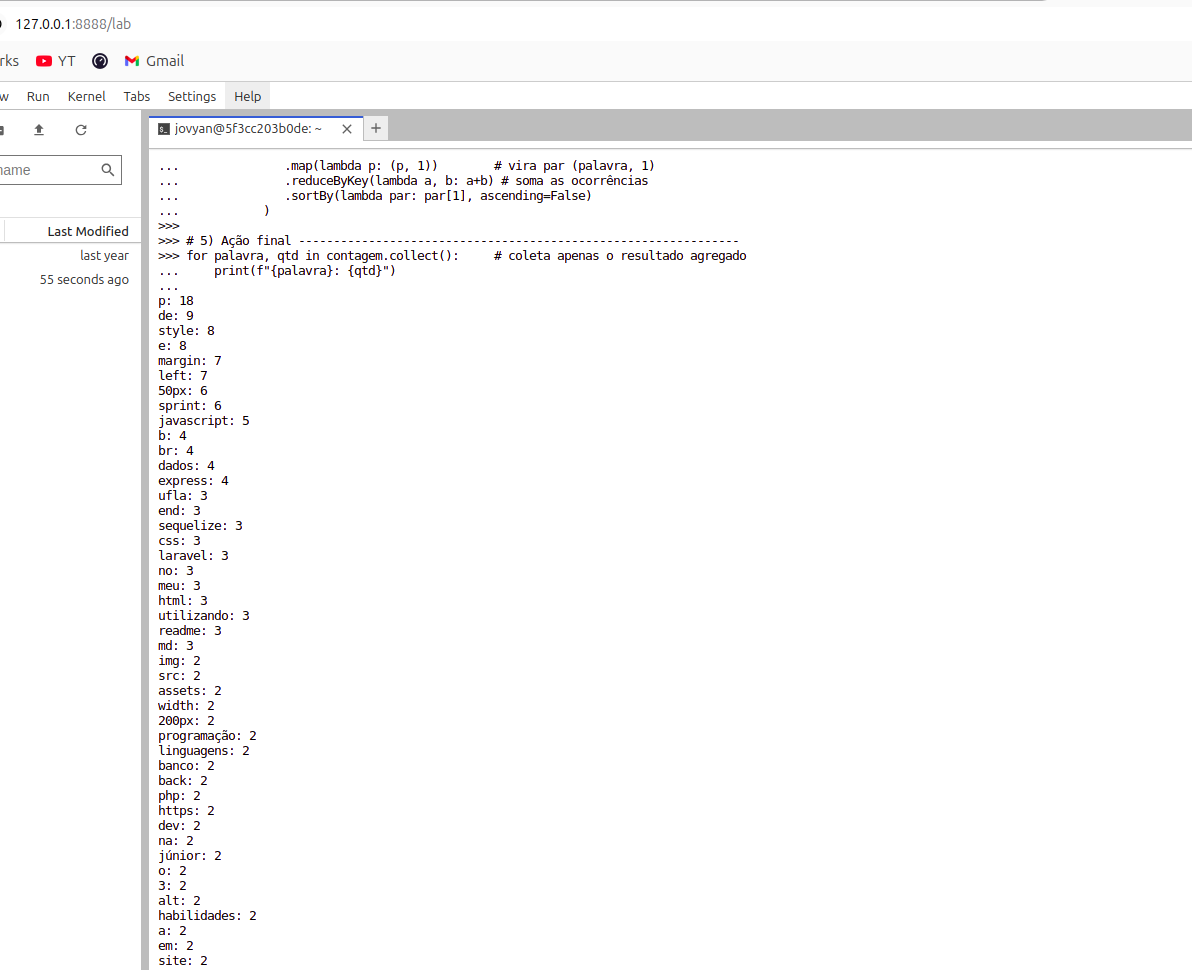 127.0.0.1:8888/lab
rks YT Gmail
w Run Kernel Tabs Settings Help
jovyan@5f3cc203b0de: ~
name
Last Modified
last year
55 seconds ago
... .map(lambda p: (p, 1)) # vira par (palavra, 1)
... .reduceByKey(lambda a, b: a+b) # soma as ocorrências
... .sortBy(lambda par: par[1], ascending=False)
... )
>>>
>>> # 5) Ação final ---------------------------------------------------------------
>>> for palavra, qtd in contagem.collect(): # coleta apenas o resultado agregado
... print(f"{palavra}: {qtd}")
...
p: 18
de: 9
style: 8
e: 8
margin: 7
left: 7
50px: 6
sprint: 6
javascript: 5
b: 4
br: 4
dados: 4
express: 4
ufla: 3
end: 3
sequelize: 3
css: 3
laravel: 3
no: 3
meu: 3
html: 3
utilizando: 3
readme: 3
md: 3
img: 2
src: 2
assets: 2
width: 2
200px: 2
programação: 2
linguagens: 2
banco: 2
back: 2
php: 2
https: 2
dev: 2
na: 2
júnior: 2
o: 2
3: 2
alt: 2
habilidades: 2
a: 2
em: 2
site: 2